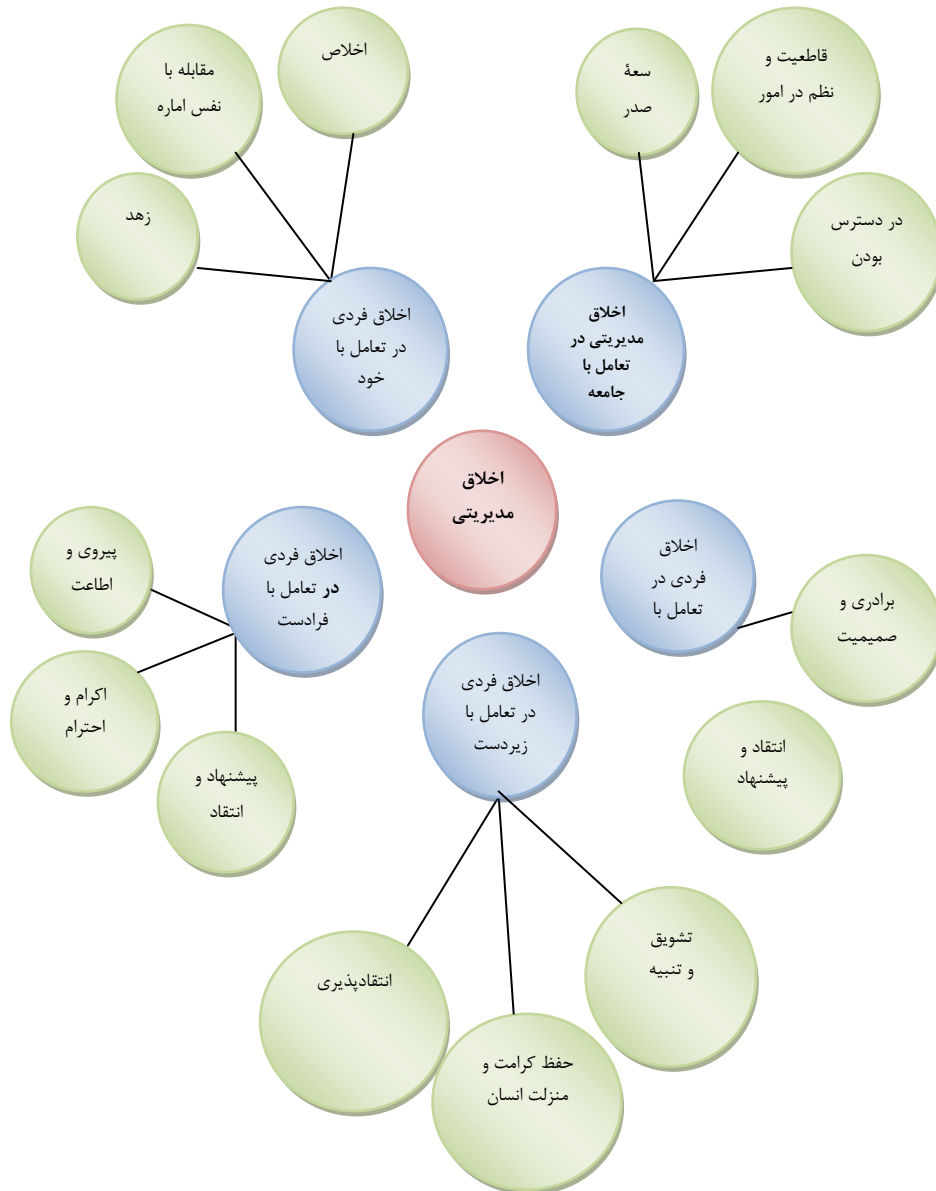 قاطعیت و
نظم در امور
سعهٔ
صدر
در دسترس
بودن
اخلاق
مدیریتی در
تعامل با
جامعه
اخلاص
مقابله با
نفس اماره
زهد
اخلاق فردی
در تعامل با
خود
اخلاق
مدیریتی
اخلاق
فردی در
تعامل با
برادری و
صمیمیت
انتقاد و
پیشنهاد
اخلاق فردی
در تعامل با
فرادست
پیروی و
اطاعت
اکرام و
احترام
پیشنهاد و
انتقاد
اخلاق فردی
در تعامل با
زیردست
تشویق
و تنبیه
حفظ کرامت و
منزلت انسان
انتقادپذیری